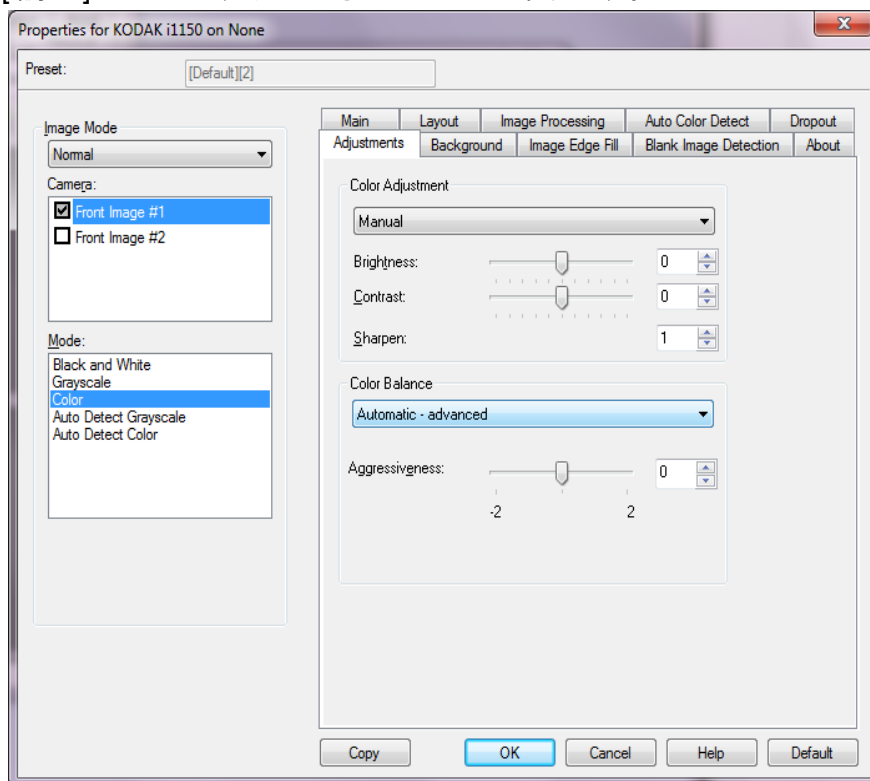 Properties for KODAK i1150 on None
Preset:
[Default][2]
Image Mode
Normal
Camera:
Front Image #1
Front Image #2
Mode:
Black and White
Grayscale
Color
Auto Detect Grayscale
Auto Detect Color
Main
Layout
Image Processing
Auto Color Detect
Dropout
Adjustments
Background
Image Edge Fill
Blank Image Detection
About
Color Adjustment
Manual
Brightness:
0
Contrast:
0
Sharpen:
1
Color Balance
Automatic - advanced
Aggressiveness:
0
-2
2
Copy
OK
Cancel
Help
Default